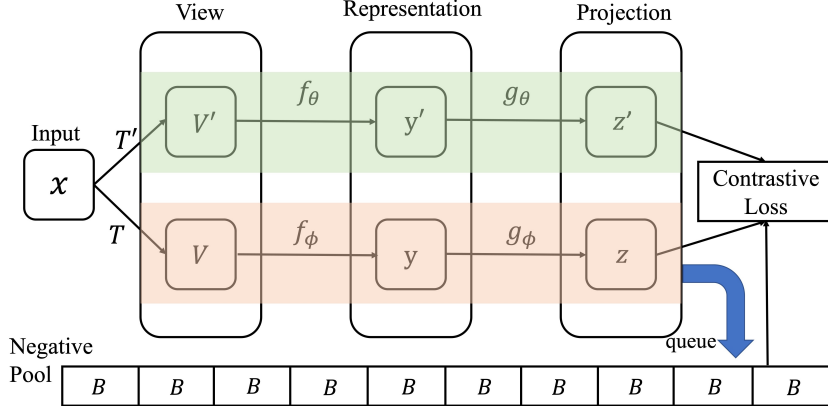 View Representation Projection
f_θ g_θ
V′ y′ z′
Input T′
x
Contrastive
Loss
T f_ϕ g_ϕ
V y z
queue
Negative
Pool
B B B B B B B B B B